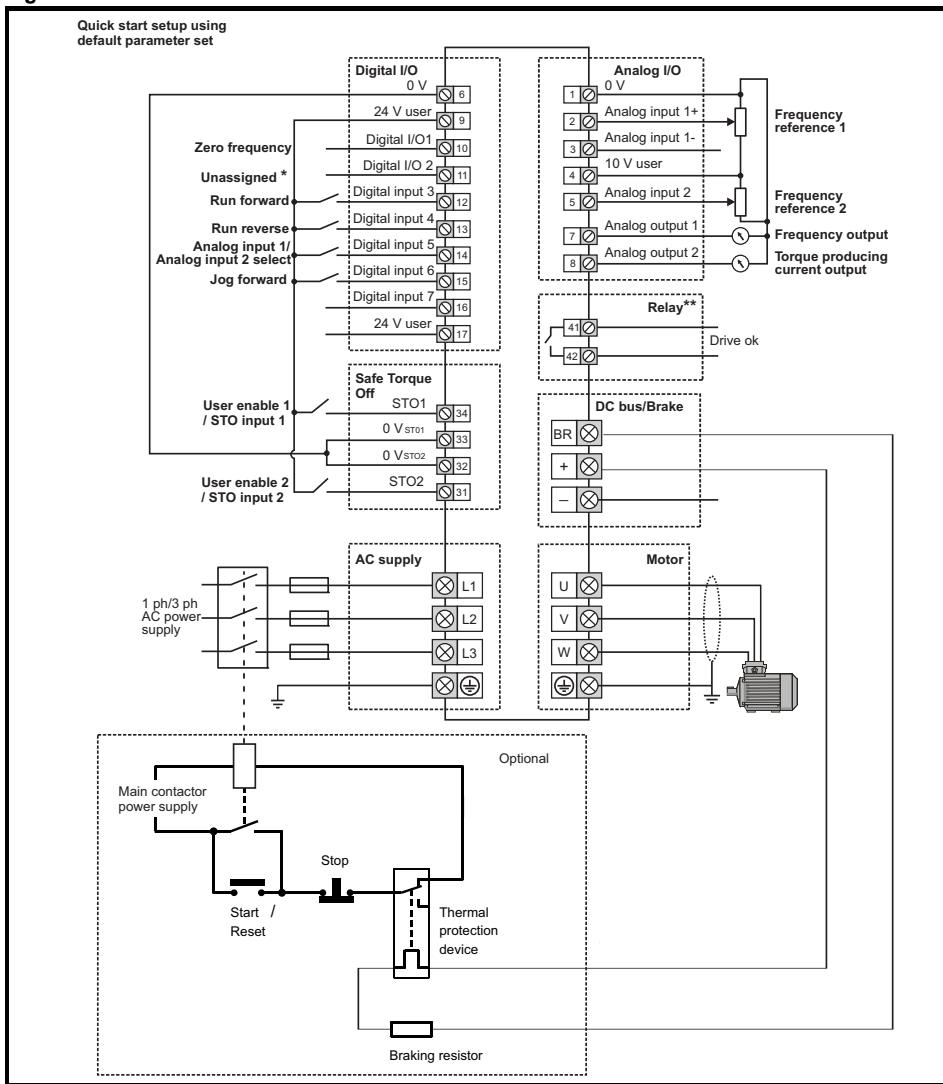 Quick start setup using
default parameter set
Digital I/O
0 V
6
24 V user
9
Zero frequency
Digital I/O1
10
Unassigned *
Digital I/O 2
11
Run forward
Digital input 3
12
Run reverse
Digital input 4
13
Analog input 1/
Analog input 2 select
Digital input 5
14
Jog forward
Digital input 6
15
Digital input 7
16
24 V user
17
Analog I/O
1
0 V
2
Analog input 1+
Frequency
reference 1
3
Analog input 1-
4
10 V user
5
Analog input 2
Frequency
reference 2
7
Analog output 1
Frequency output
8
Analog output 2
Torque producing
current output
Relay**
41
42
Drive ok
Safe Torque
Off
User enable 1
/ STO input 1
STO1
34
0 V STO1
33
0 V STO2
32
User enable 2
/ STO input 2
STO2
31
DC bus/Brake
BR
+
–
AC supply
1 ph/3 ph
AC power
supply
L1
L2
L3
Motor
U
V
W
Optional
Main contactor
power supply
Start /
Reset
Stop
Thermal
protection
device
Braking resistor